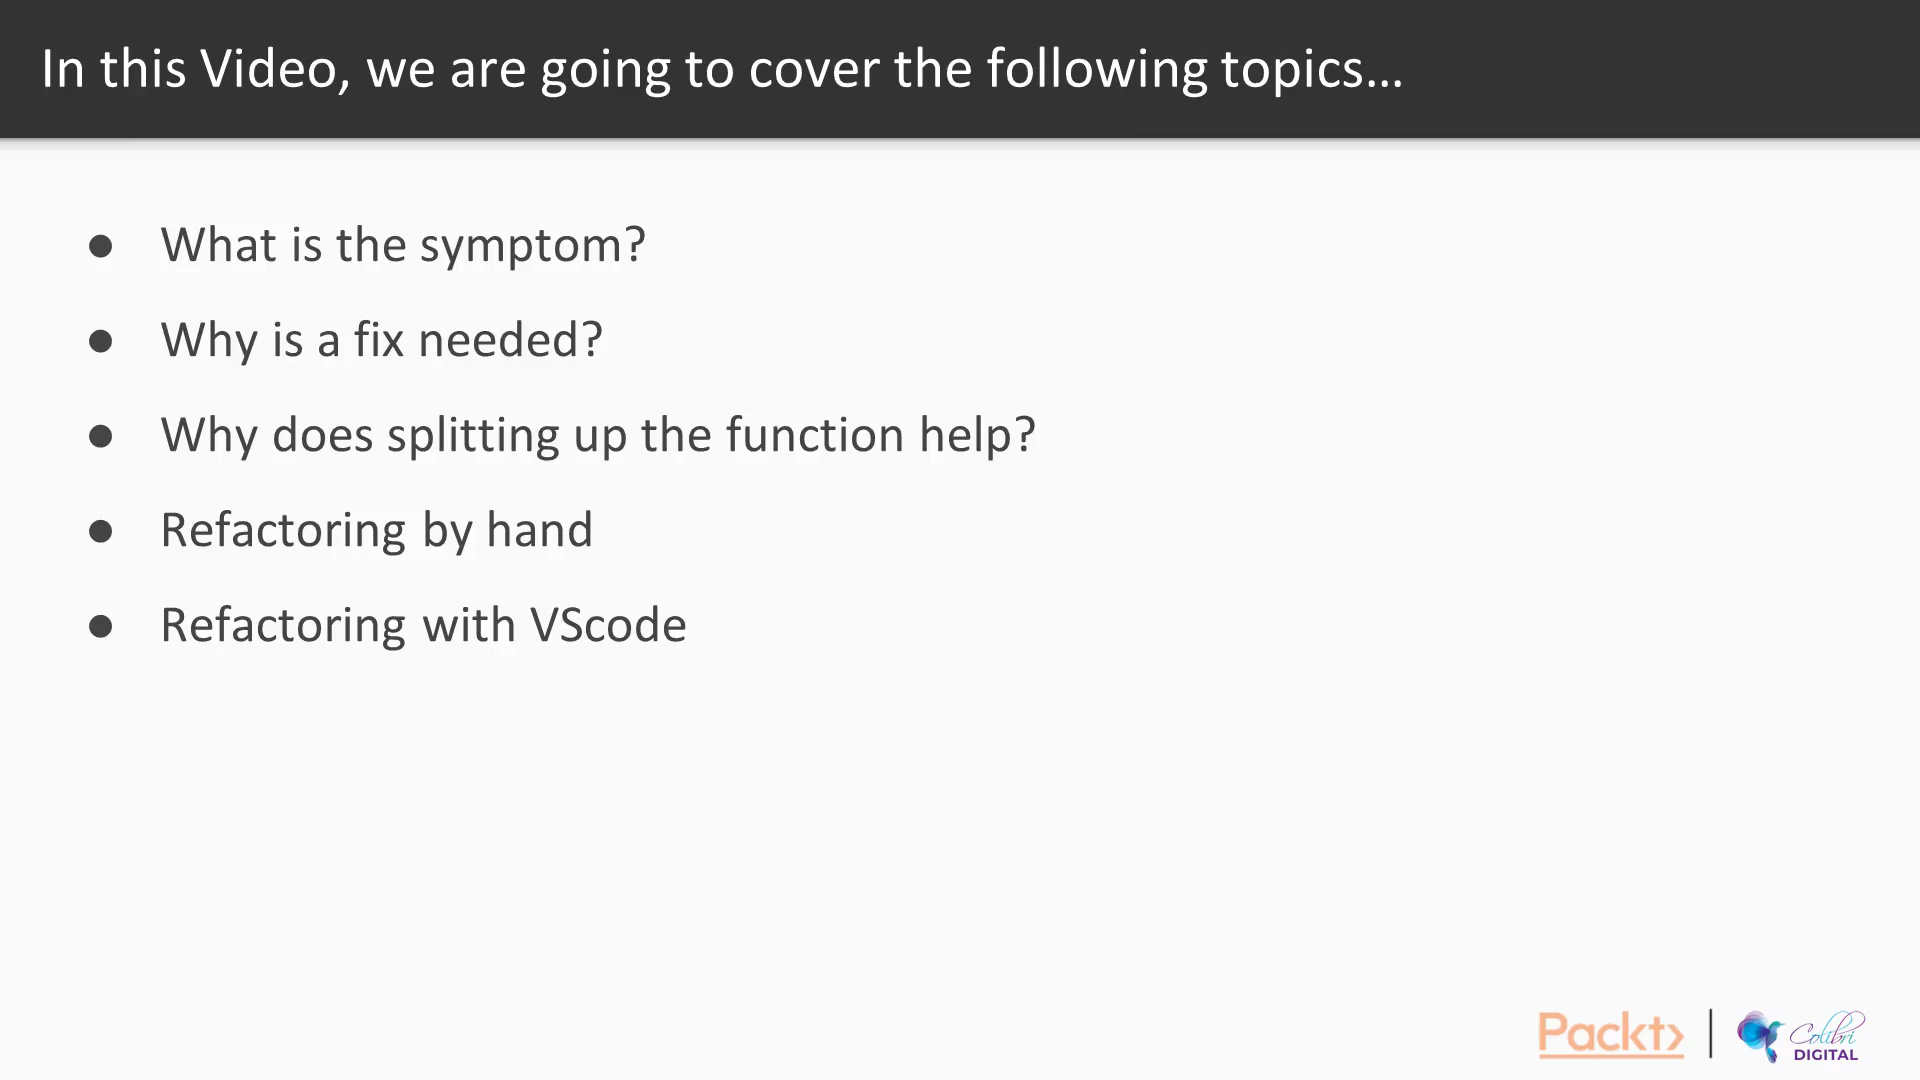 In this Video, we are going to cover the following topics...
● What is the symptom?
● Why is a fix needed?
● Why does splitting up the function help?
● Refactoring by hand
● Refactoring with VScode
Packt>
Colibri
DIGITAL